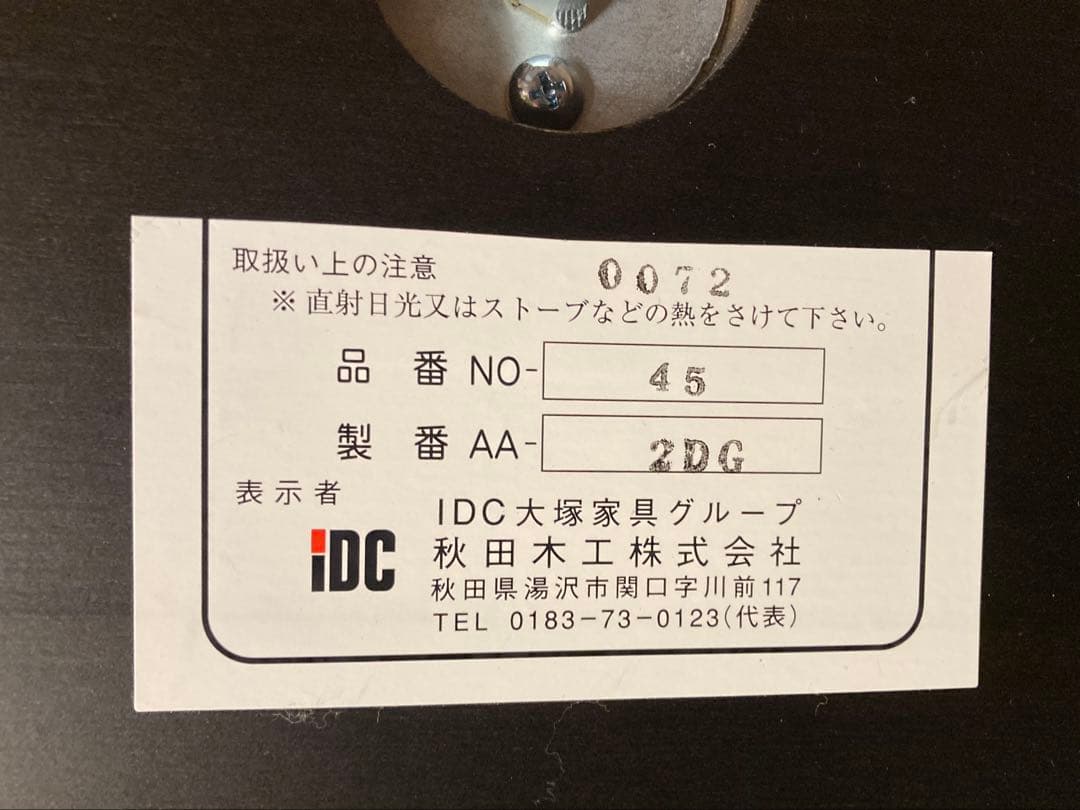 取扱い上の注意 0072
※直射日光又はストーブなどの熱をさけて下さい。
品番 NO- 45
製番 AA- 2DG
表示者
iDC
IDC大塚家具グループ
秋田木工株式会社
秋田県湯沢市関口字川前117
TEL 0183-73-0123(代表)